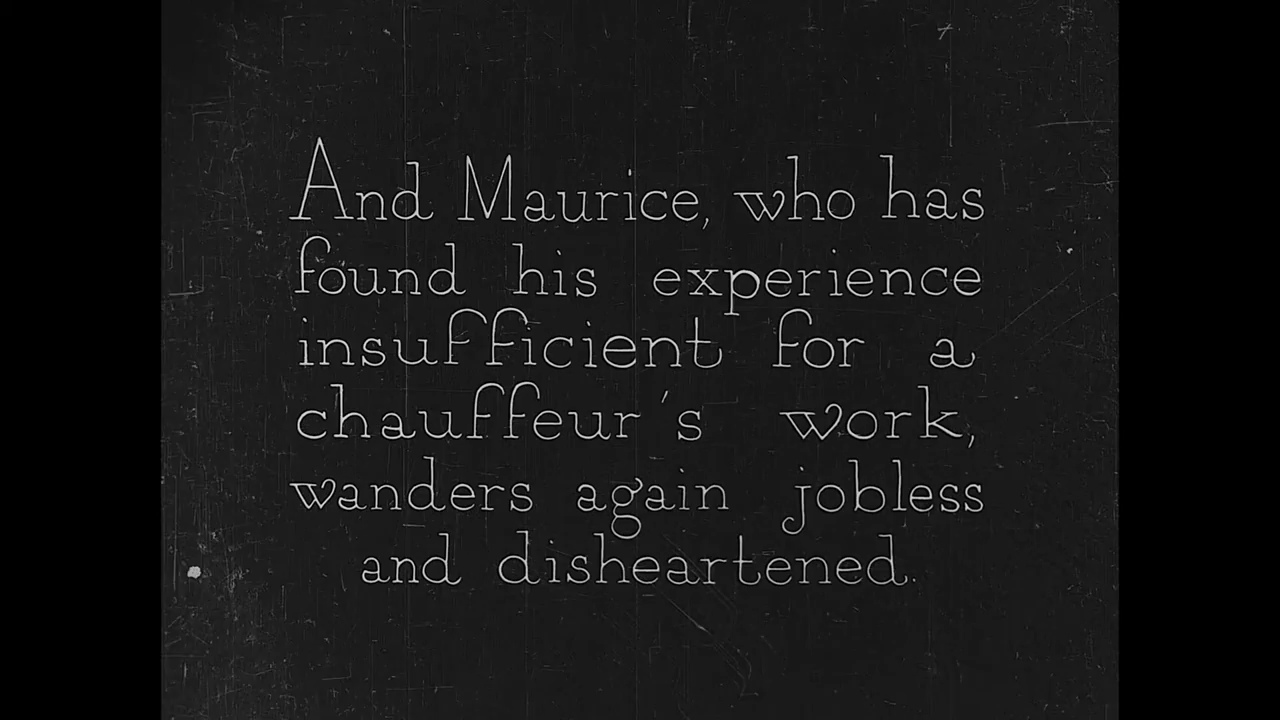 And Maurice, who has
found his experience
insufficient for a
chauffeur's work,
wanders again jobless
and disheartened.